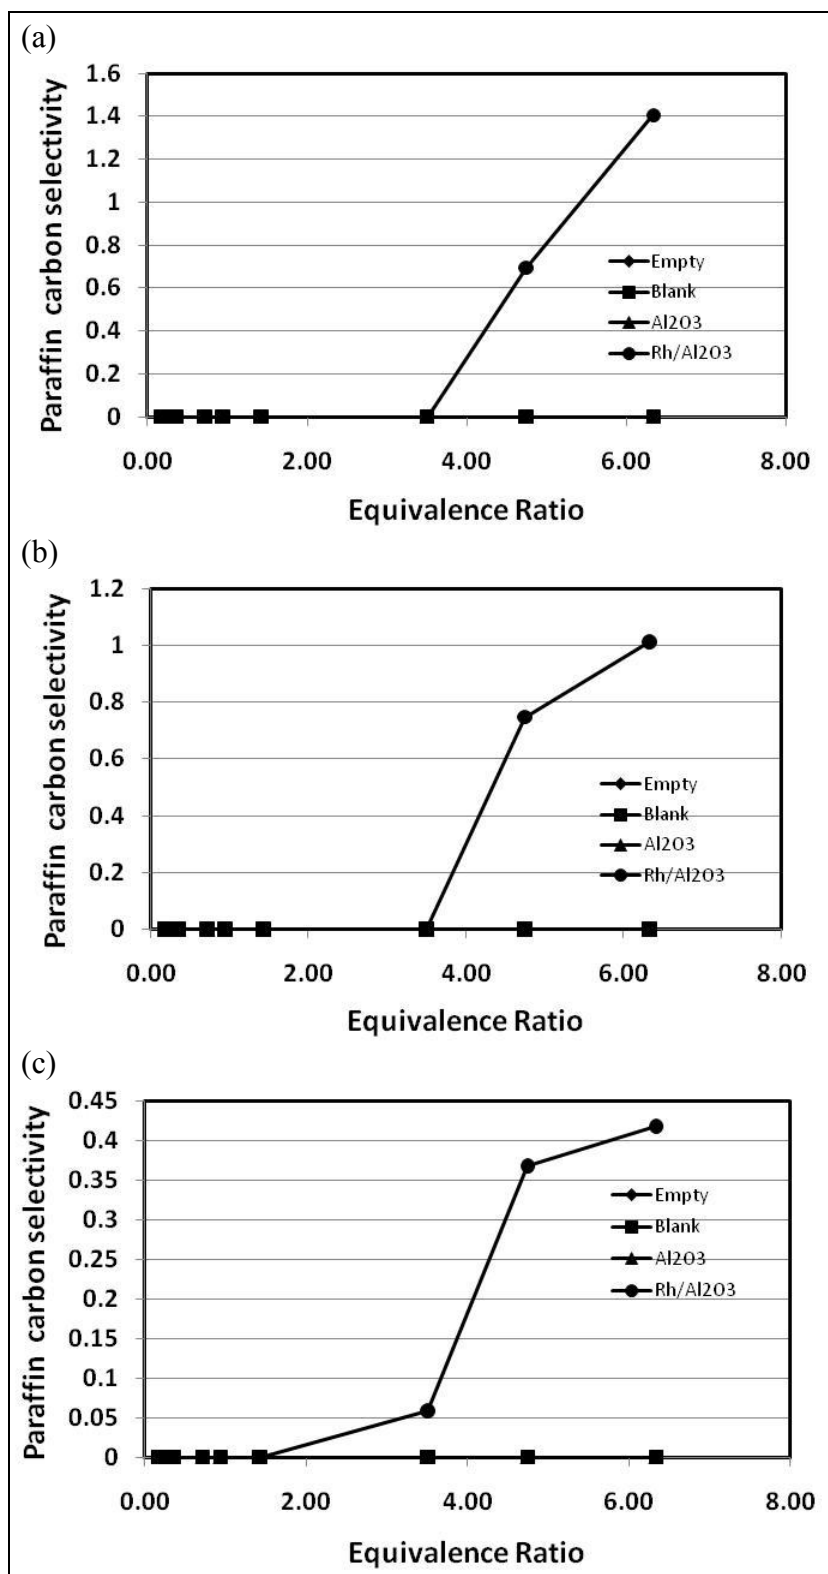 (a)
Paraffin carbon selectivity
1.6
1.4
1.2
1
0.8
0.6
0.4
0.2
0
0.00 2.00 4.00 6.00 8.00
Equivalence Ratio
Empty
Blank
Al2O3
Rh/Al2O3
(b)
Paraffin carbon selectivity
1.2
1
0.8
0.6
0.4
0.2
0
0.00 2.00 4.00 6.00 8.00
Equivalence Ratio
Empty
Blank
Al2O3
Rh/Al2O3
(c)
Paraffin carbon selectivity
0.45
0.4
0.35
0.3
0.25
0.2
0.15
0.1
0.05
0
0.00 2.00 4.00 6.00 8.00
Equivalence Ratio
Empty
Blank
Al2O3
Rh/Al2O3